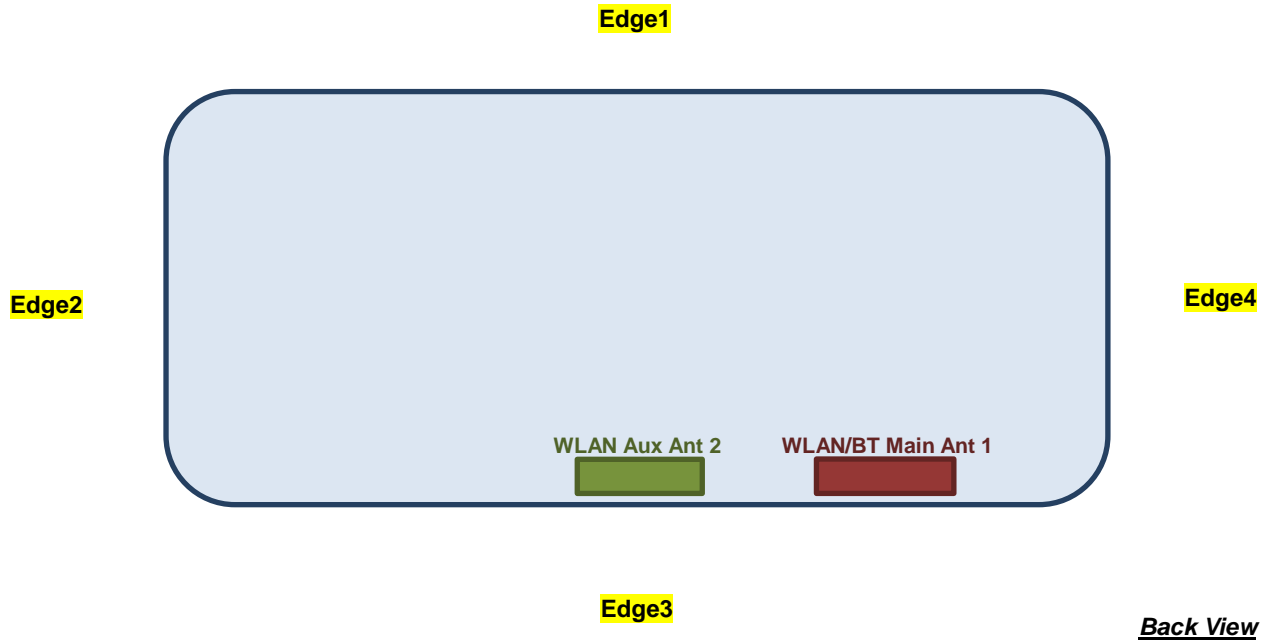 Edge1
Edge2
Edge4
WLAN Aux Ant 2
WLAN/BT Main Ant 1
Edge3
Back View